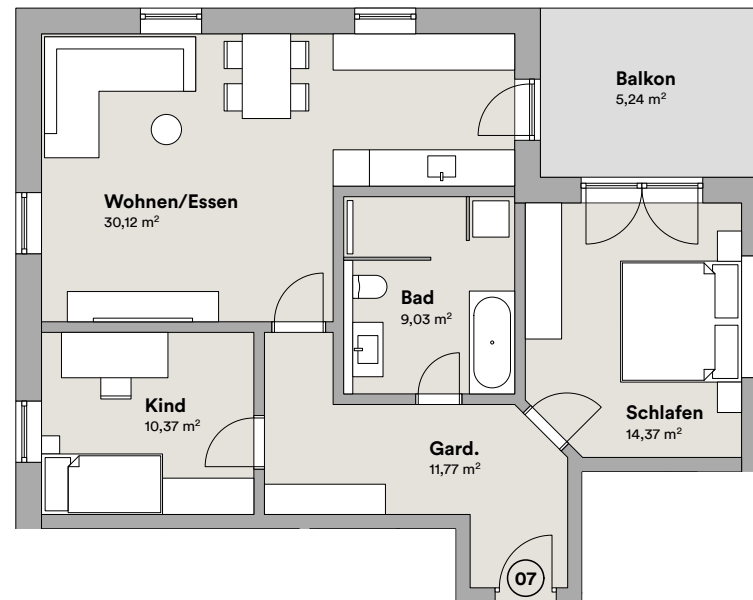 Balkon
5,24 m²
Wohnen/Essen
30,12 m²
Bad
9,03 m²
Kind
10,37 m²
Schlafen
14,37 m²
Gard.
11,77 m²
07